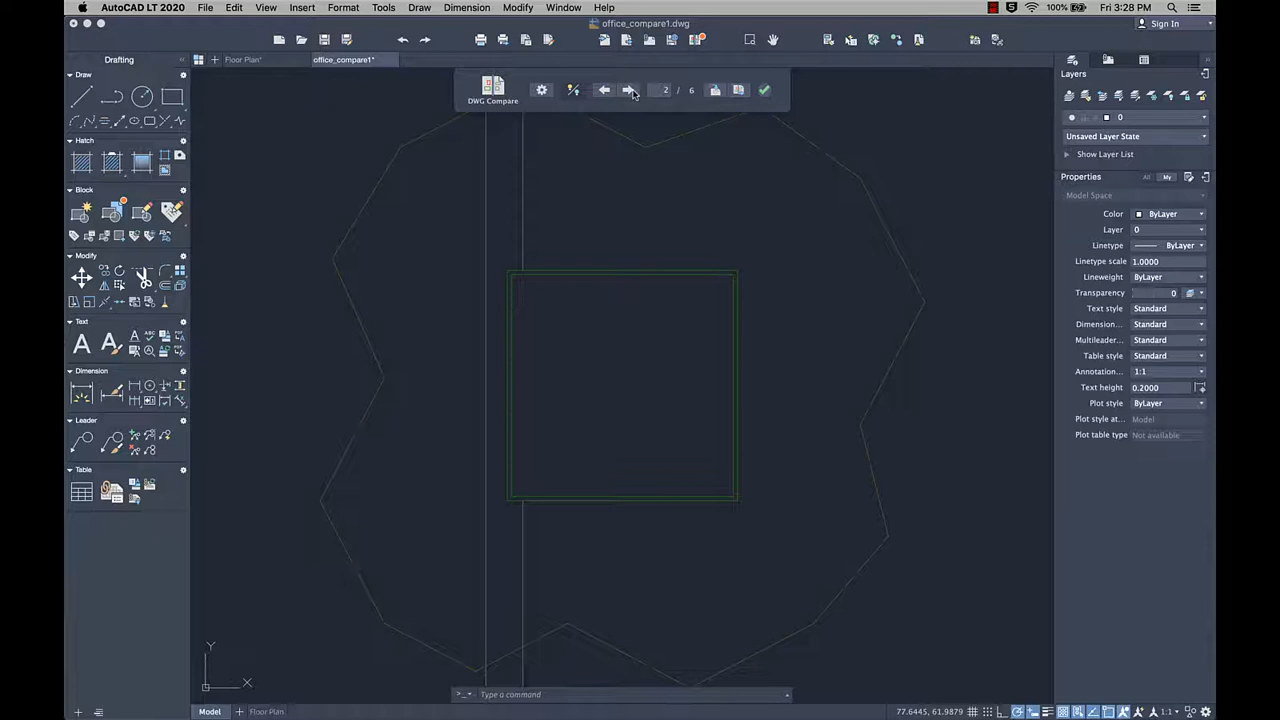 AutoCAD LT 2020 File Edit View Insert Format Tools Draw Dimension Modify Window Help 100% Fri 3:28 PM
office_compare1.dwg
Sign In
Drafting
Floor Plan*
office_compare1*
Draw
Hatch
Block
Modify
Text
Dimension
Leader
Table
DWG Compare
2 / 6
Layers
0
Unsaved Layer State
Show Layer List
Properties All My
Model Space
Color ByLayer
Layer 0
Linetype ByLayer
Linetype scale 1.0000
Lineweight ByLayer
Transparency 0
Text style Standard
Dimension... Standard
Multileader... Standard
Table style Standard
Annotation... 1:1
Text height 0.2000
Plot style ByLayer
Plot style at... Model
Plot table type Not available
Y
X
>_ Type a command
Model Floor Plan
77.6445, 61.9879
1:1